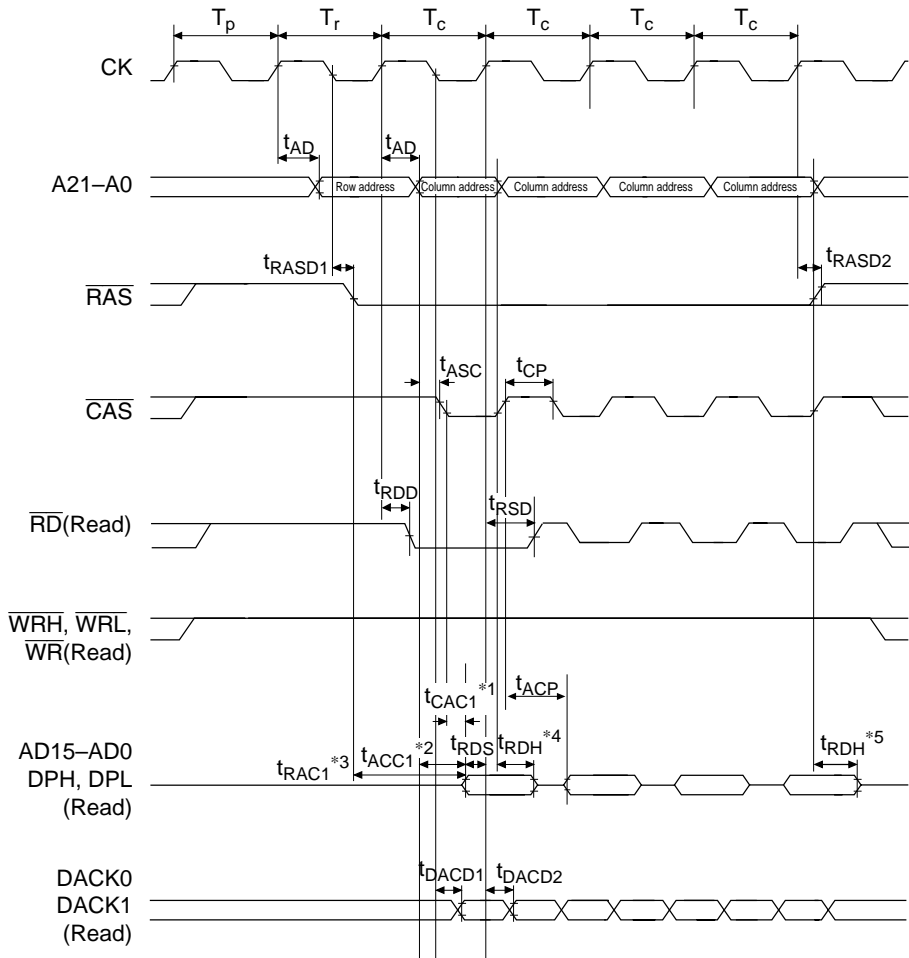 Tp Tr Tc Tc Tc Tc
CK
tAD tAD
A21–A0 Row address Column address Column address Column address Column address
tRASD1 tRASD2
RAS
tASC tCP
CAS
tRDD tRSD
RD(Read)
WRH, WRL,
WR(Read)
tCAC1*1 tACP
AD15–AD0
DPH, DPL
(Read)
tRAC1*3 tACC1*2 tRDS tRDH*4 tRDH*5
DACK0
DACK1
(Read)
tDACD1 tDACD2